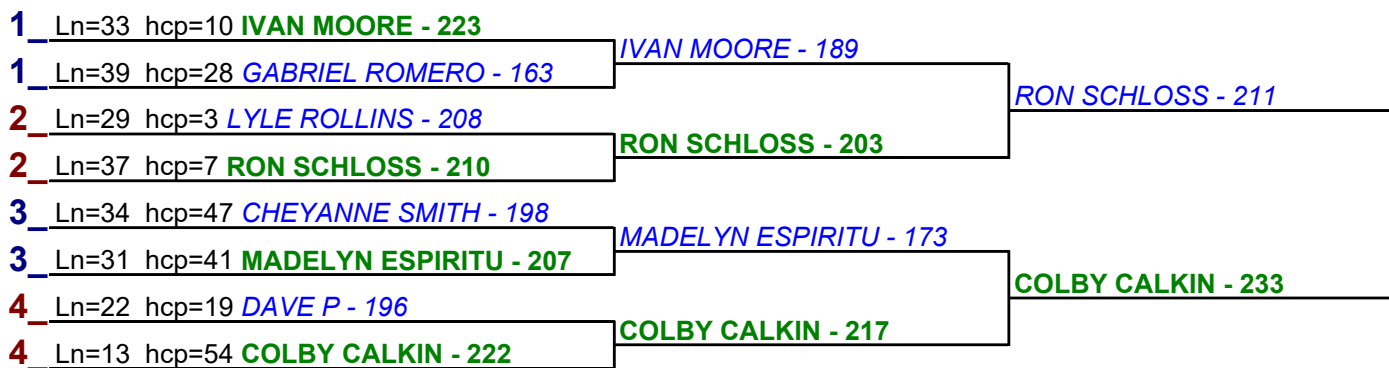 1_ Ln=33 hcp=10 IVAN MOORE - 223
IVAN MOORE - 189
1_ Ln=39 hcp=28 GABRIEL ROMERO - 163
RON SCHLOSS - 211
2_ Ln=29 hcp=3 LYLE ROLLINS - 208
RON SCHLOSS - 203
2_ Ln=37 hcp=7 RON SCHLOSS - 210
3_ Ln=34 hcp=47 CHEYANNE SMITH - 198
MADELYN ESPIRITU - 173
3_ Ln=31 hcp=41 MADELYN ESPIRITU - 207
COLBY CALKIN - 233
4_ Ln=22 hcp=19 DAVE P - 196
COLBY CALKIN - 217
4_ Ln=13 hcp=54 COLBY CALKIN - 222